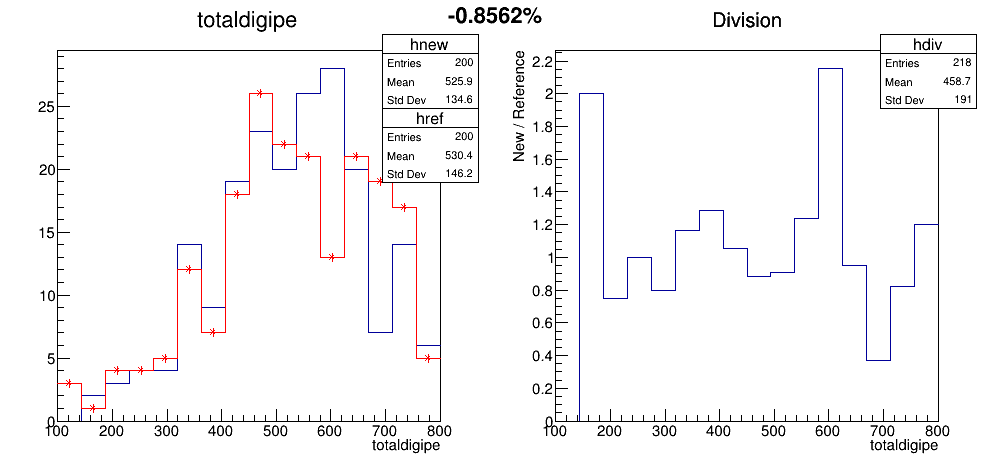 -0.8562%
totaldigipe
hnew
Entries 200
Mean 525.9
Std Dev 134.6
href
Entries 200
Mean 530.4
Std Dev 146.2
25
20
15
10
5
0
100 200 300 400 500 600 700 800
totaldigipe
Division
hdiv
Entries 218
Mean 458.7
Std Dev 191
New / Reference
2.2
2
1.8
1.6
1.4
1.2
1
0.8
0.6
0.4
0.2
0
100 200 300 400 500 600 700 800
totaldigipe